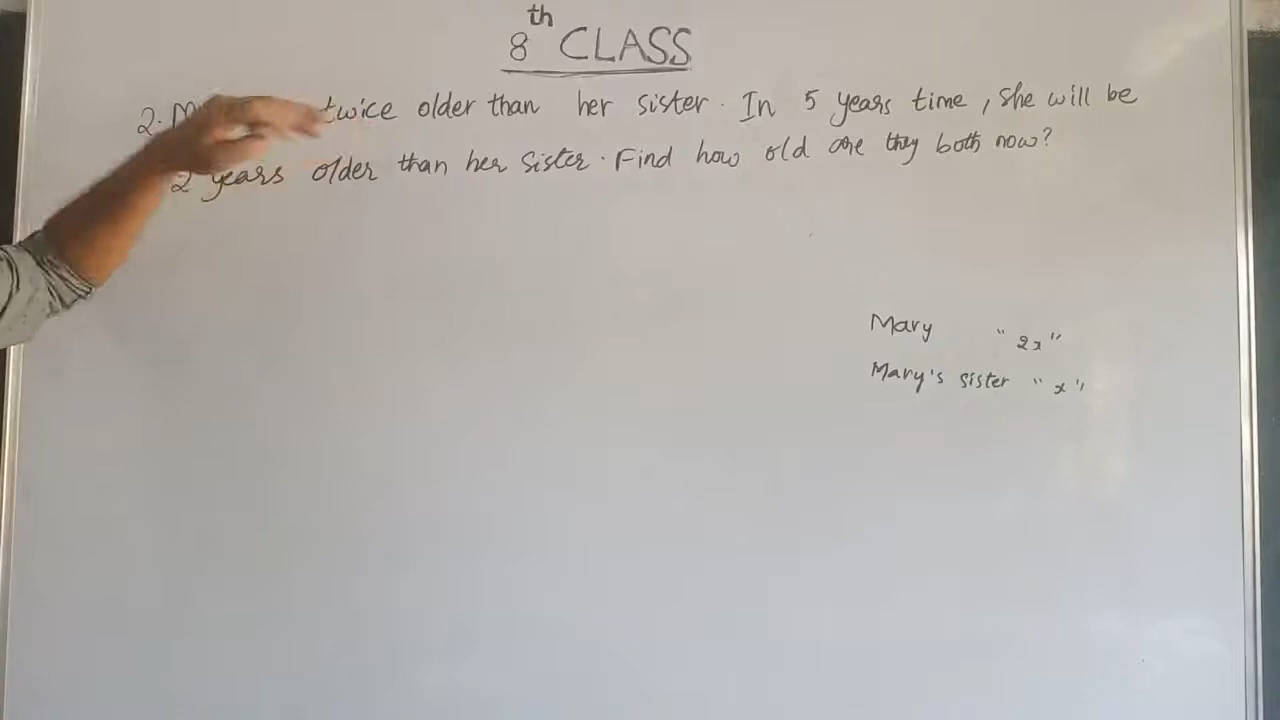 8th CLASS
2. twice older than her sister. In 5 years time, she will be
2 years older than her sister. Find how old are they both now?
Mary "2x"
Mary's sister "x"